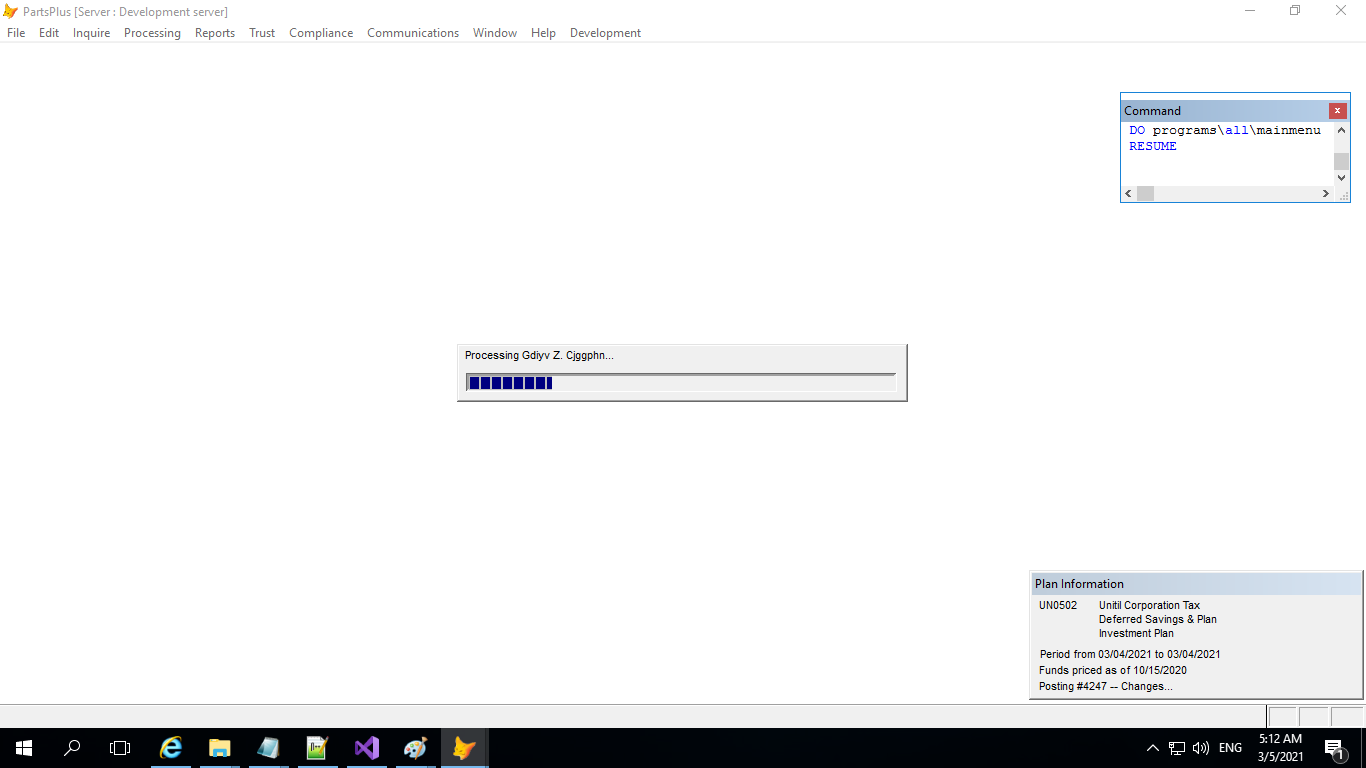 PartsPlus [Server : Development server]
File Edit Inquire Processing Reports Trust Compliance Communications Window Help Development
Command
x
DO programs\all\mainmenu
RESUME
Processing Gdiyv Z. Cjggphn...
Plan Information
UN0502 Unitil Corporation Tax
Deferred Savings & Plan
Investment Plan
Period from 03/04/2021 to 03/04/2021
Funds priced as of 10/15/2020
Posting #4247 -- Changes...
ENG
5:12 AM
3/5/2021
1